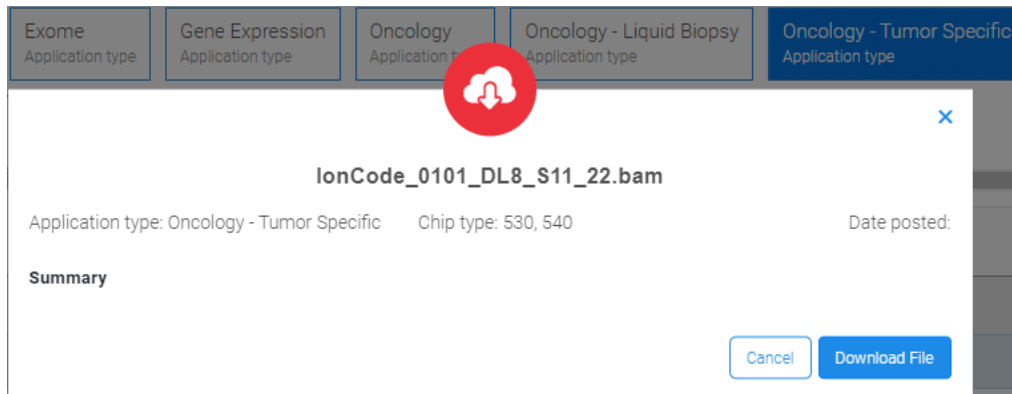 Exome
Application type
Gene Expression
Application type
Oncology
Application
Oncology - Liquid Biopsy
Application type
Oncology - Tumor Specific
Application type
IonCode_0101_DL8_S11_22.bam
Application type: Oncology - Tumor Specific
Chip type: 530, 540
Date posted:
Summary
Cancel
Download File